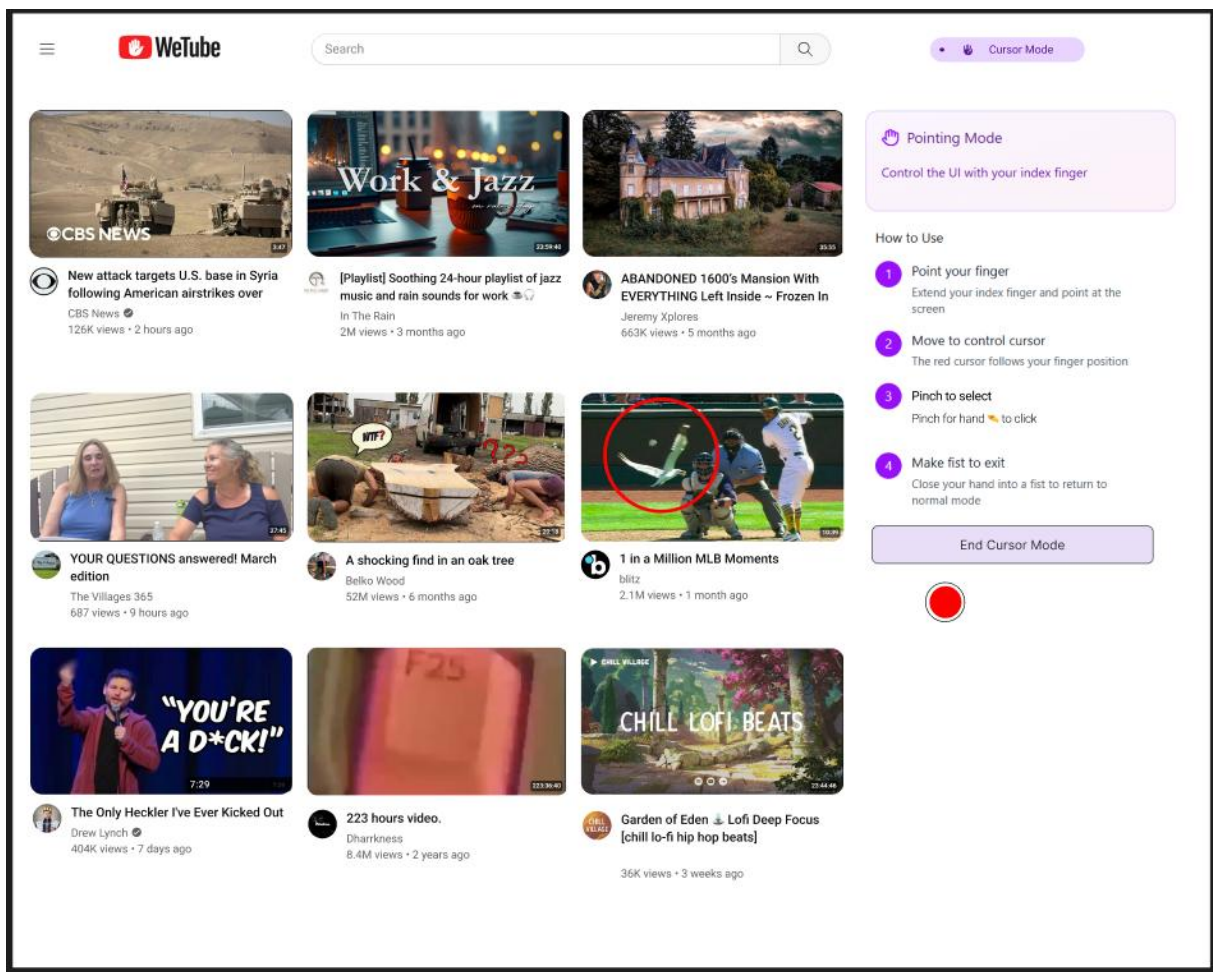 WeTube
Search
Cursor Mode
Pointing Mode
Control the UI with your index finger
How to Use
1
Point your finger
Extend your index finger and point at the
screen
2
Move to control cursor
The red cursor follows your finger position
3
Pinch to select
Pinch for hand to click
4
Make fist to exit
Close your hand into a fist to return to
normal mode
End Cursor Mode
CBS NEWS
3:47
New attack targets U.S. base in Syria
following American airstrikes over
CBS News
126K views • 2 hours ago
Work & Jazz
23:59:40
[Playlist] Soothing 24-hour playlist of jazz
music and rain sounds for work
In The Rain
2M views • 3 months ago
35:55
ABANDONED 1600's Mansion With
EVERYTHING Left Inside ~ Frozen In
Jeremy Xplores
663K views • 5 months ago
27:45
YOUR QUESTIONS answered! March
edition
The Villages 365
687 views • 9 hours ago
WTF?
???
A shocking find in an oak tree
Belko Wood
52M views • 6 months ago
1 in a Million MLB Moments
blitz
2.1M views • 1 month ago
"YOU'RE
A D*CK!"
7:29
The Only Heckler I've Ever Kicked Out
Drew Lynch
404K views • 7 days ago
F25
223:36:40
223 hours video.
Dharrkness
8.4M views • 2 years ago
CHILL VILLAGE
CHILL LOFI BEATS
23:44:46
CHILL
VILLAGE
Garden of Eden Lofi Deep Focus
[chill lo-fi hip hop beats]
36K views • 3 weeks ago